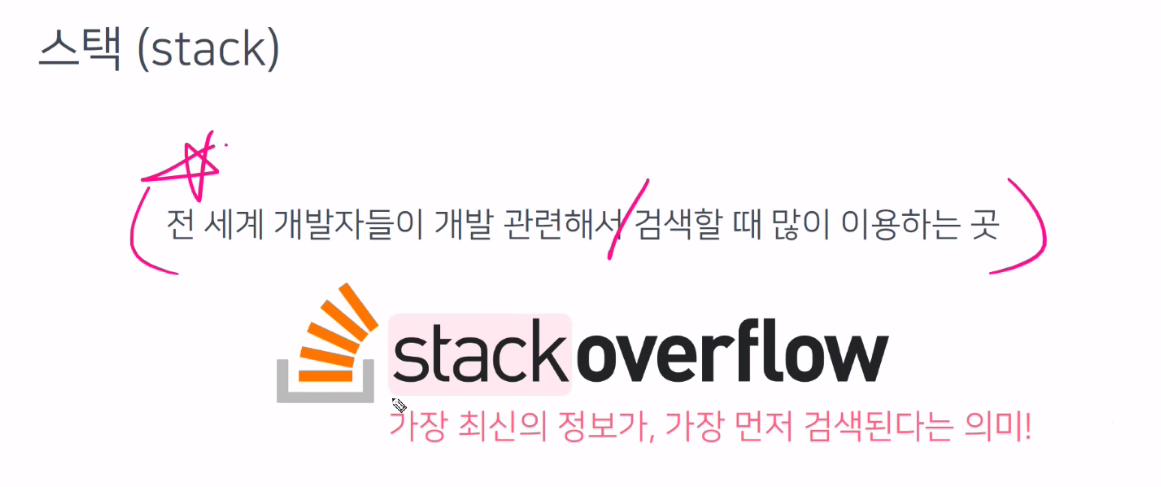 스택 (stack)
전 세계 개발자들이 개발 관련해서 검색할 때 많이 이용하는 곳
stackoverflow
가장 최신의 정보가, 가장 먼저 검색된다는 의미!